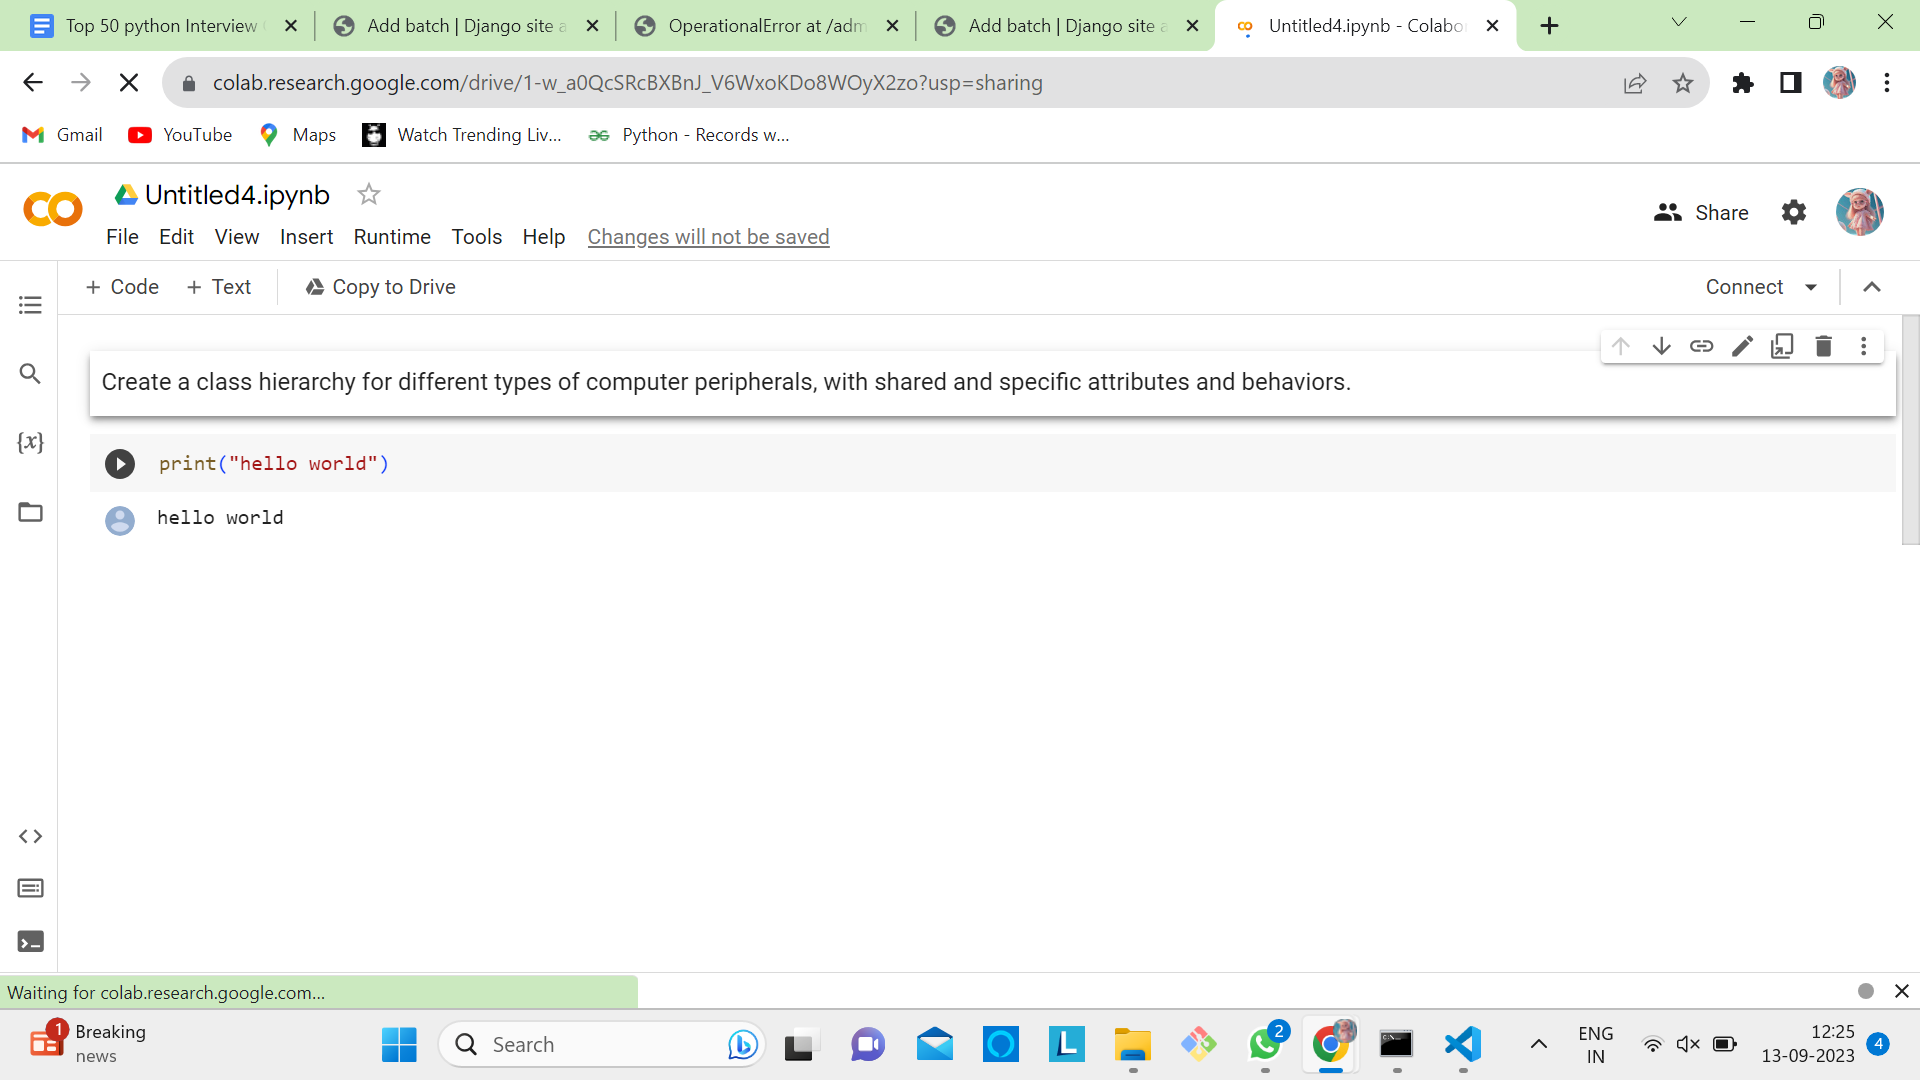 Top 50 python Interview
Add batch | Django site a
OperationalError at /adm
Add batch | Django site a
Untitled4.ipynb - Colabo
colab.research.google.com/drive/1-w_a0QcSRcBXBnJ_V6WxoKDo8WOyX2zo?usp=sharing
Gmail YouTube Maps Watch Trending Liv... Python - Records w...
Untitled4.ipynb
File Edit View Insert Runtime Tools Help Changes will not be saved
Share
+ Code + Text Copy to Drive Connect
Create a class hierarchy for different types of computer peripherals, with shared and specific attributes and behaviors.
{x}
print("hello world")
hello world
Waiting for colab.research.google.com...
1 Breaking
news
Search
2
ENG
IN
12:25
13-09-2023
4